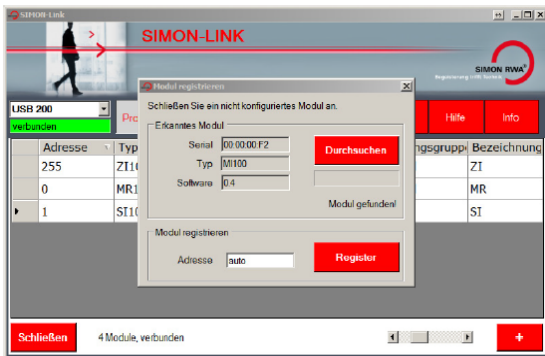 SIMON-Link
SIMON-LINK
SIMON RWA®
USB 200
verbunden
Hilfe
Info
Adresse
Bezeichnung
255
ZI
0
MR
1
SI
Modul registrieren
Schließen Sie ein nicht konfiguriertes Modul an.
Erkanntes Modul
Serial 00:00:00:F2
Durchsuchen
Typ MI100
Software 0.4
Modul gefunden!
Modul registrieren
Adresse auto
Register
Schließen
4 Module, verbunden
+